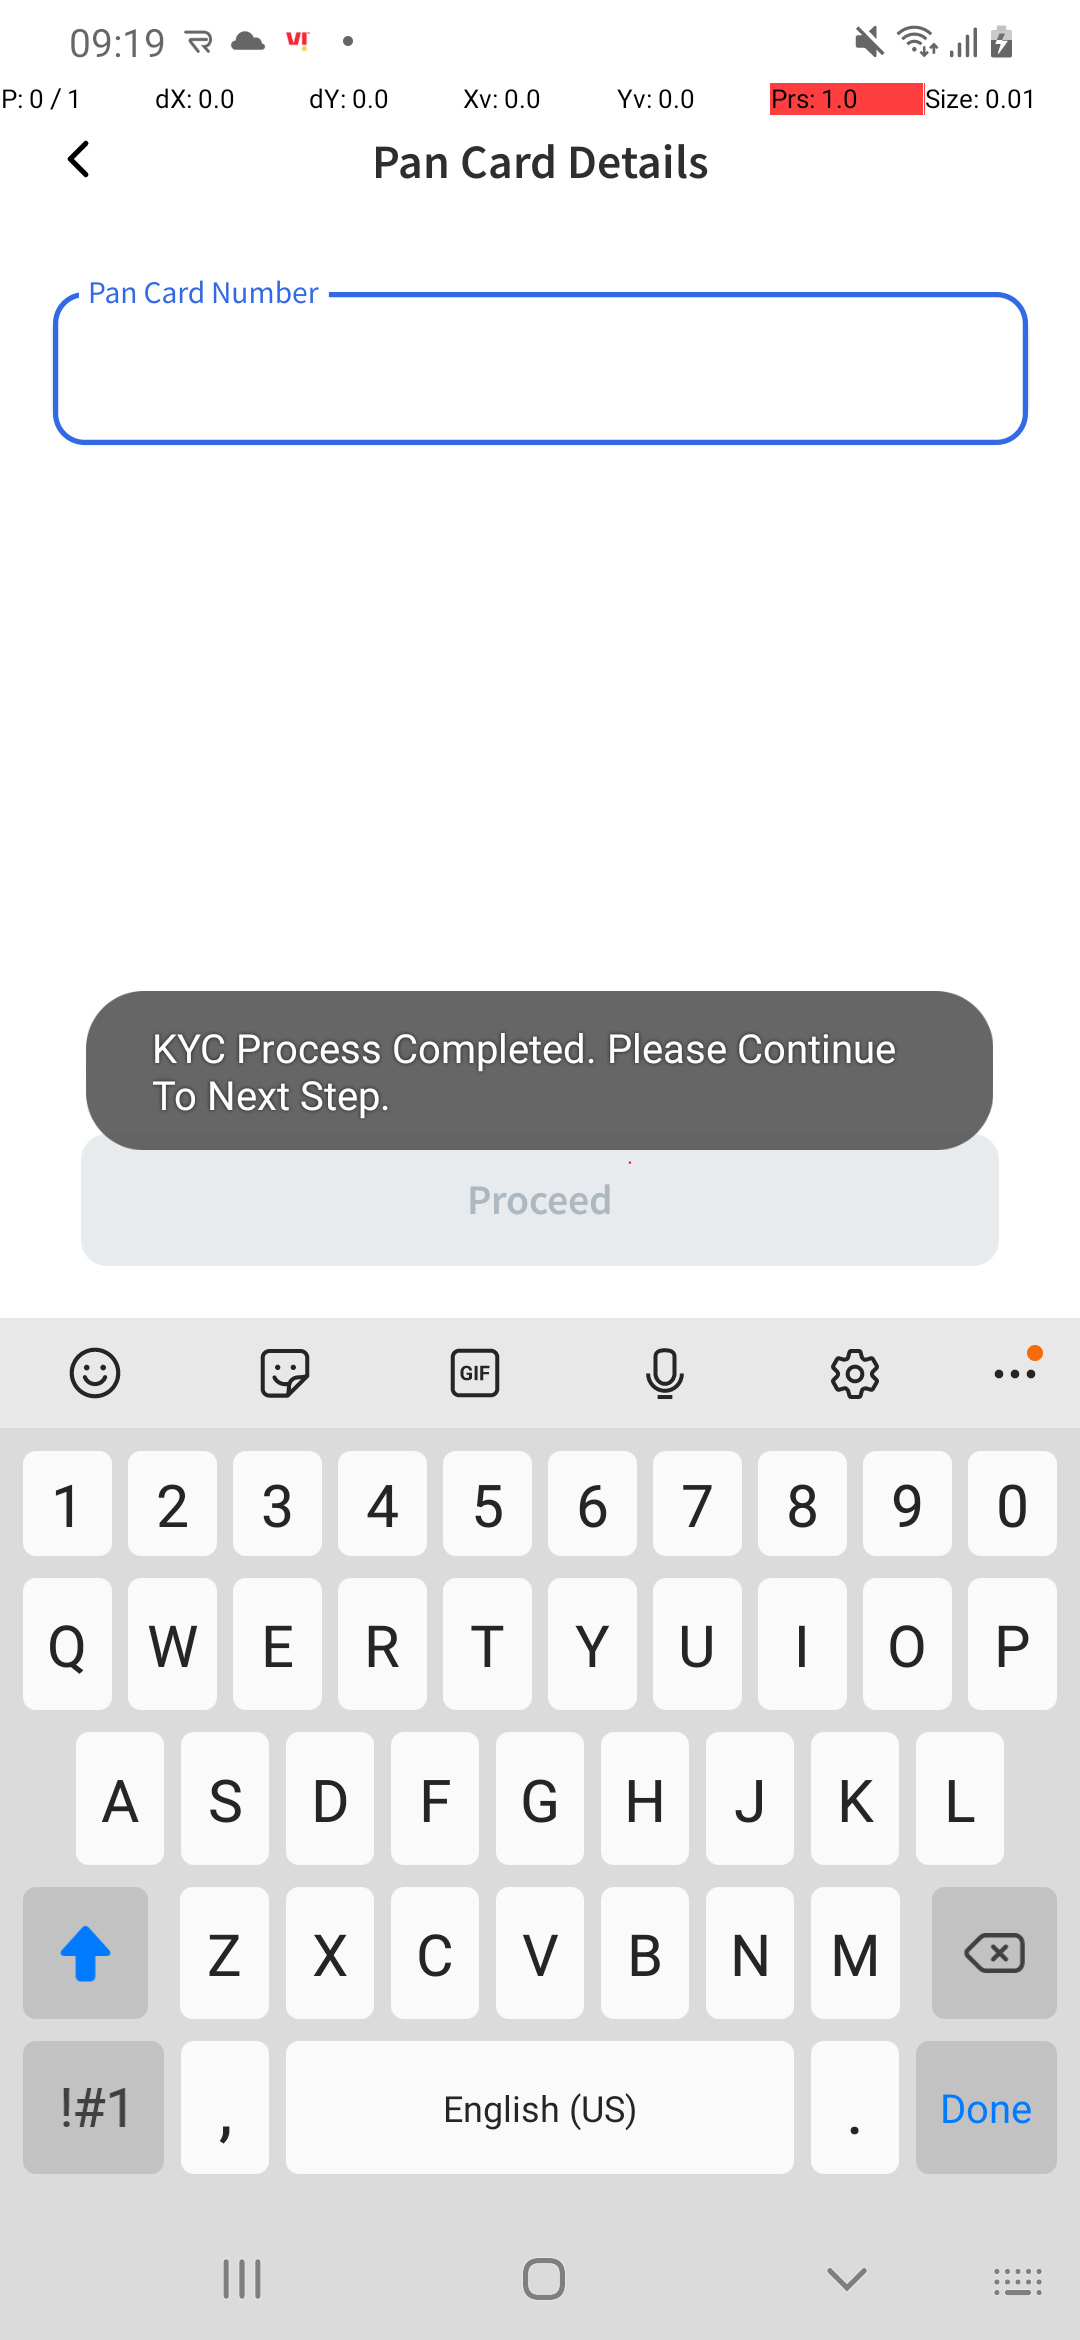 09:19
P: 0 / 1 dX: 0.0 dY: 0.0 Xv: 0.0 Yv: 0.0 Prs: 1.0 Size: 0.01
Pan Card Details
Pan Card Number
KYC Process Completed. Please Continue
To Next Step.
Proceed
GIF
1 2 3 4 5 6 7 8 9 0
Q W E R T Y U I O P
A S D F G H J K L
Z X C V B N M
!#1 , English (US) . Done